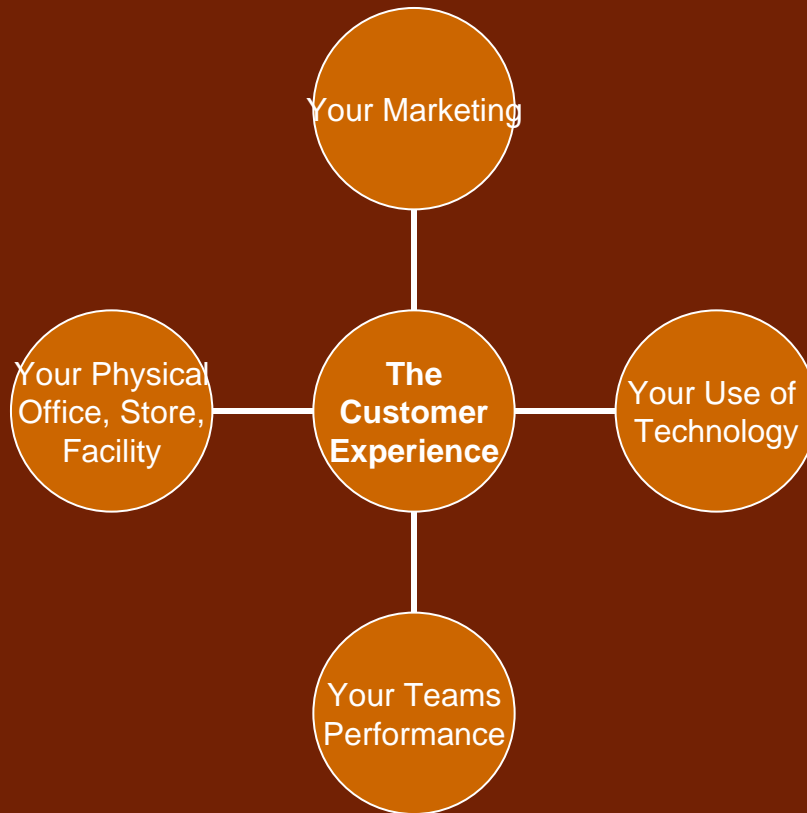 Your Marketing
Your Physical
Office, Store,
Facility
The
Customer
Experience
Your Use of
Technology
Your Teams
Performance